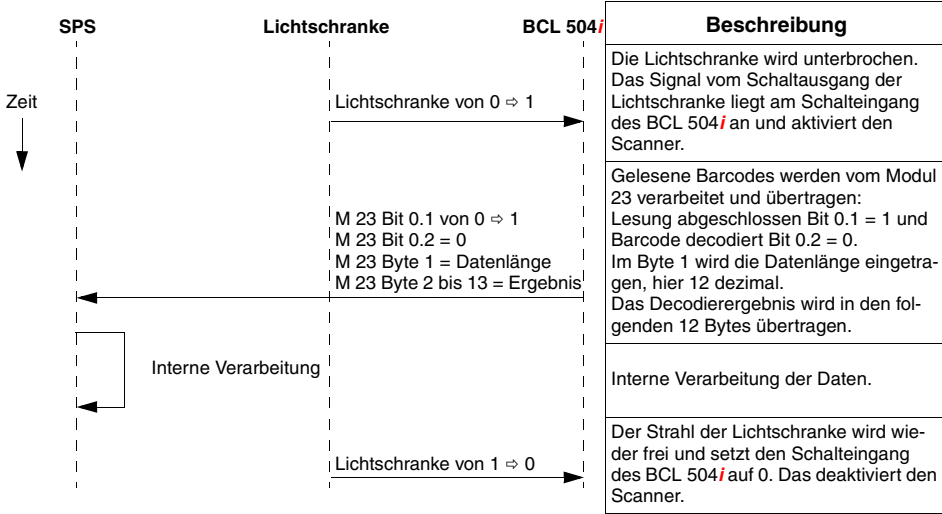 SPS
Lichtschranke
BCL 504i
Beschreibung
Zeit
Lichtschranke von 0 ⇨ 1
Die Lichtschranke wird unterbrochen.
Das Signal vom Schaltausgang der
Lichtschranke liegt am Schalteingang
des BCL 504i an und aktiviert den
Scanner.
M 23 Bit 0.1 von 0 ⇨ 1
M 23 Bit 0.2 = 0
M 23 Byte 1 = Datenlänge
M 23 Byte 2 bis 13 = Ergebnis
Gelesene Barcodes werden vom Modul
23 verarbeitet und übertragen:
Lesung abgeschlossen Bit 0.1 = 1 und
Barcode decodiert Bit 0.2 = 0.
Im Byte 1 wird die Datenlänge eingetra-
gen, hier 12 dezimal.
Das Decodierergebnis wird in den fol-
genden 12 Bytes übertragen.
Interne Verarbeitung
Interne Verarbeitung der Daten.
Lichtschranke von 1 ⇨ 0
Der Strahl der Lichtschranke wird wie-
der frei und setzt den Schalteingang
des BCL 504i auf 0. Das deaktiviert den
Scanner.